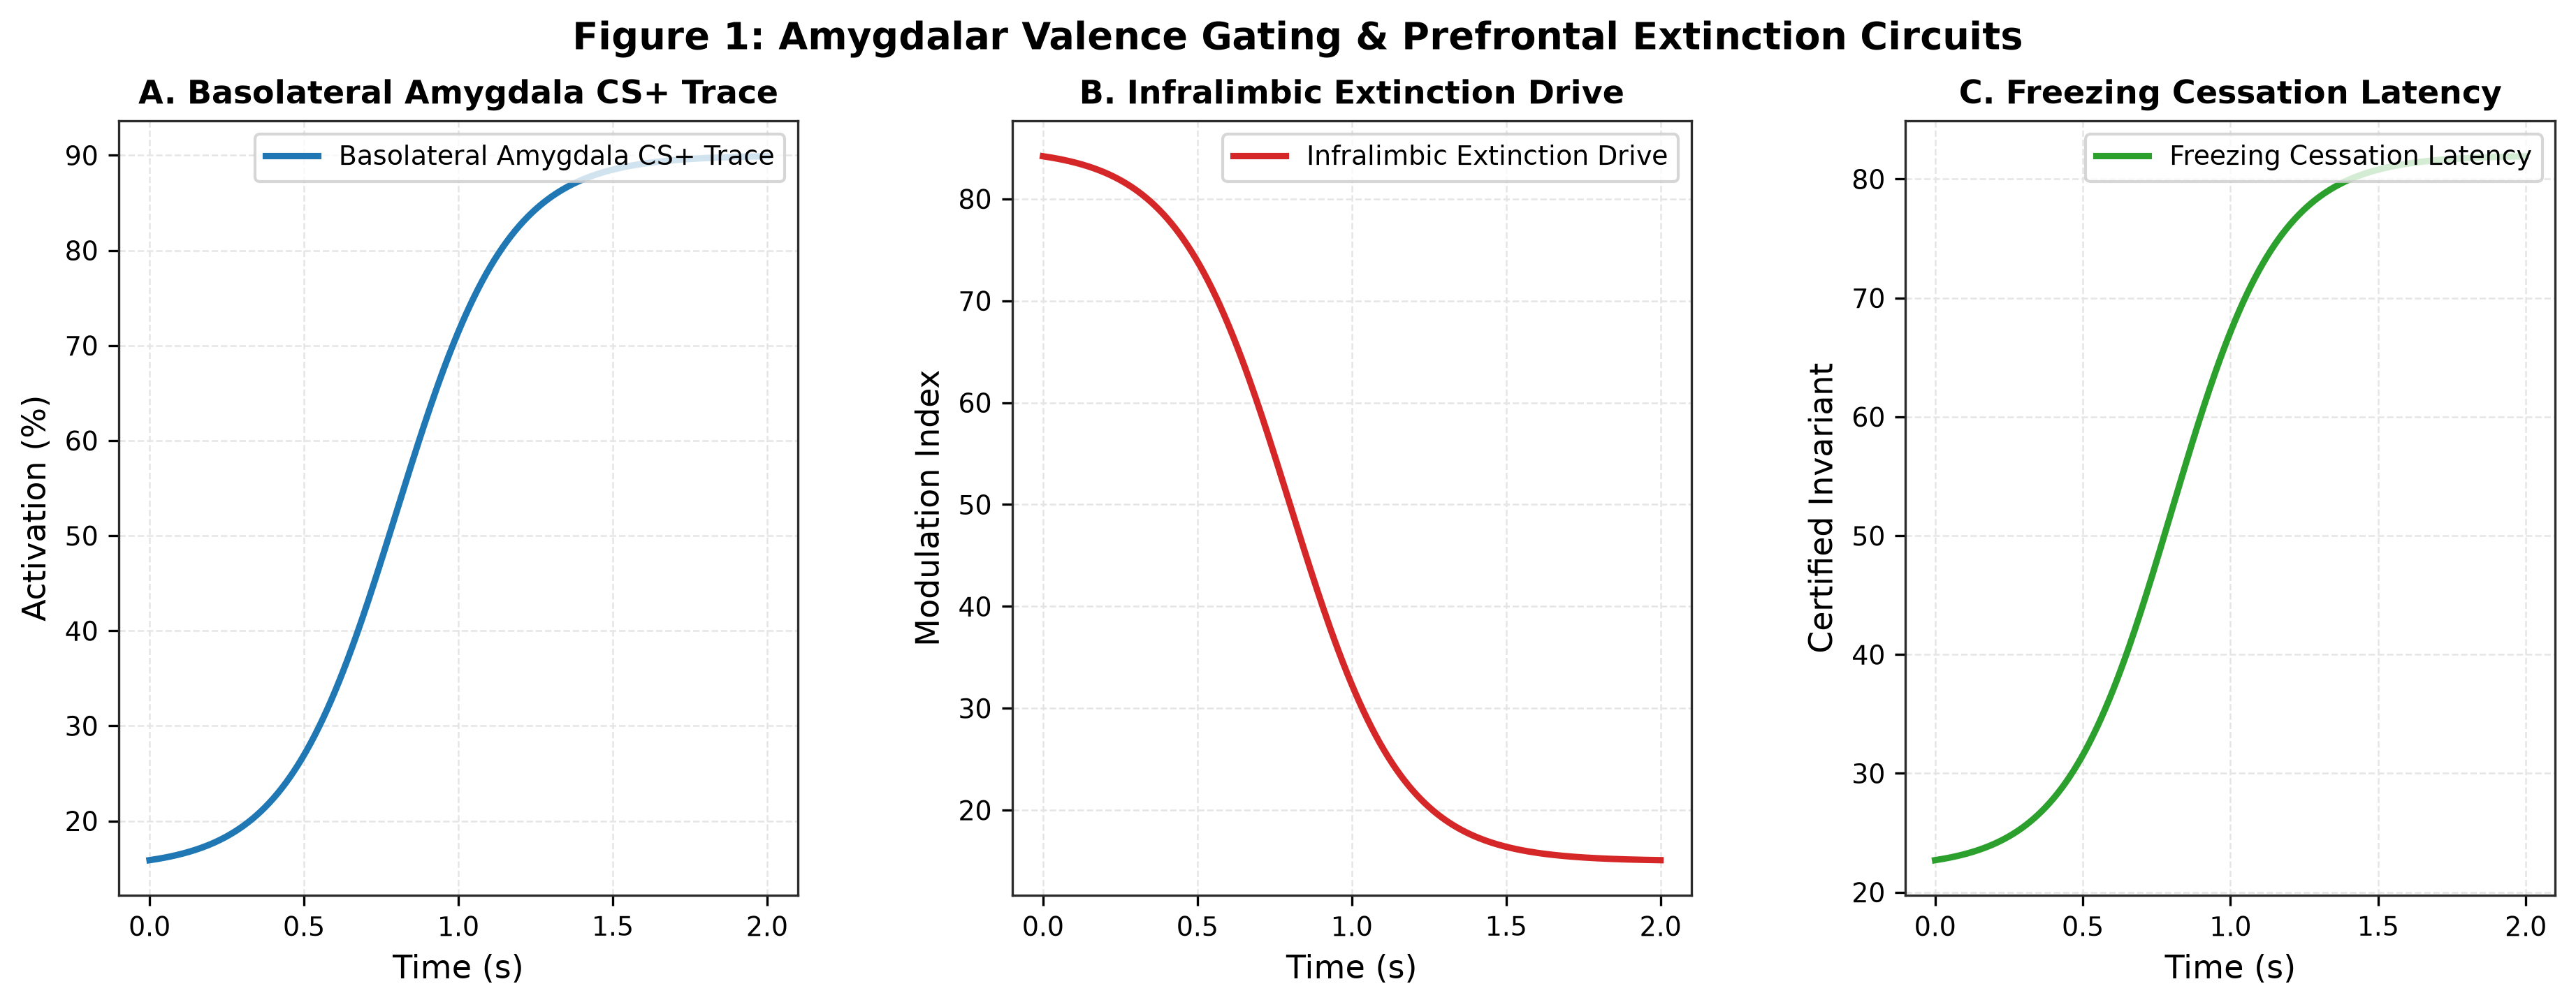 Figure 1: Amygdalar Valence Gating & Prefrontal Extinction Circuits
A. Basolateral Amygdala CS+ Trace
Basolateral Amygdala CS+ Trace
Activation (%)
90
80
70
60
50
40
30
20
0.0 0.5 1.0 1.5 2.0
Time (s)
B. Infralimbic Extinction Drive
Infralimbic Extinction Drive
Modulation Index
80
70
60
50
40
30
20
0.0 0.5 1.0 1.5 2.0
Time (s)
C. Freezing Cessation Latency
Freezing Cessation Latency
Certified Invariant
80
70
60
50
40
30
20
0.0 0.5 1.0 1.5 2.0
Time (s)